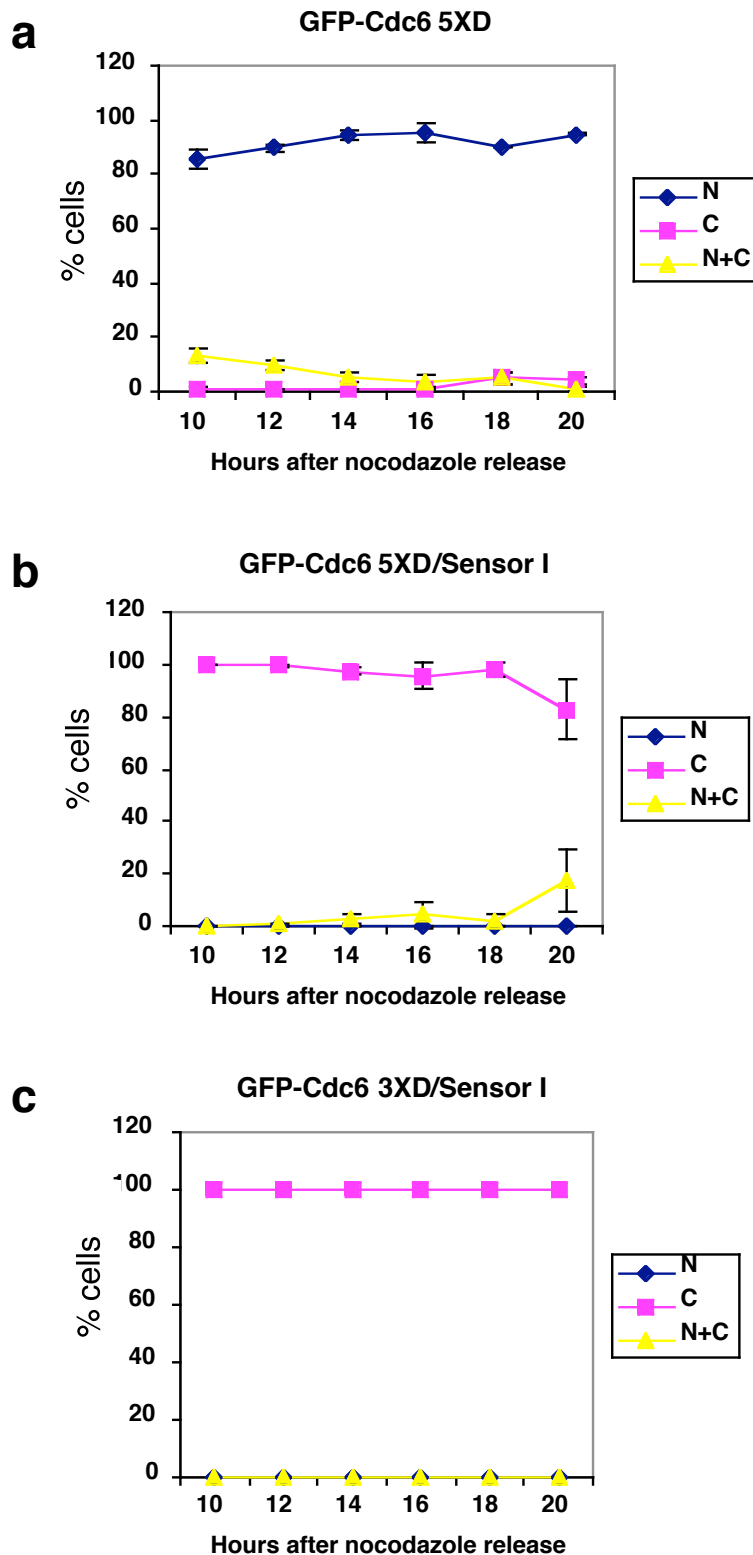 a
GFP-Cdc6 5XD
120
100
80
60
40
20
0
% cells
10 12 14 16 18 20
Hours after nocodazole release
N
C
N+C
b
GFP-Cdc6 5XD/Sensor I
120
100
80
60
40
20
0
% cells
10 12 14 16 18 20
Hours after nocodazole release
N
C
N+C
c
GFP-Cdc6 3XD/Sensor I
120
100
80
60
40
20
0
% cells
10 12 14 16 18 20
Hours after nocodazole release
N
C
N+C